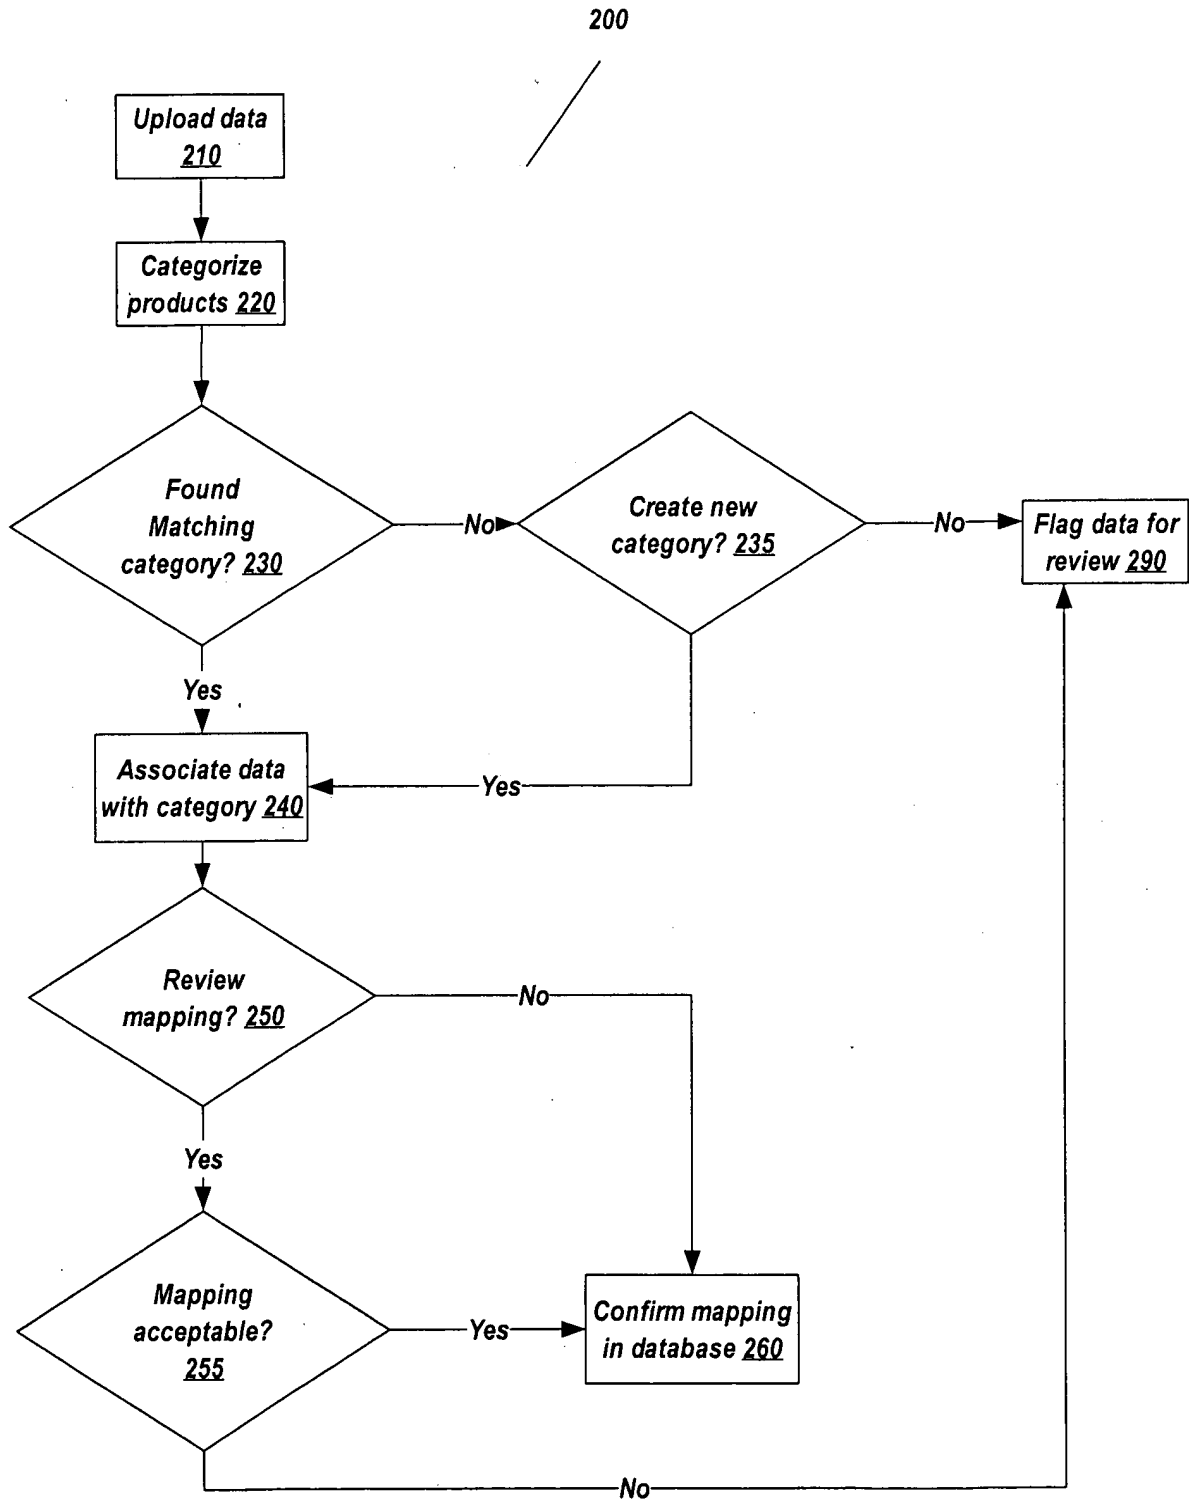 200
Upload data
210
Categorize
products 220
Found
Matching
category? 230
No
Create new
category? 235
No
Flag data for
review 290
Yes
Associate data
with category 240
Yes
Review
mapping? 250
No
Yes
Mapping
acceptable?
255
Yes
Confirm mapping
in database 260
No